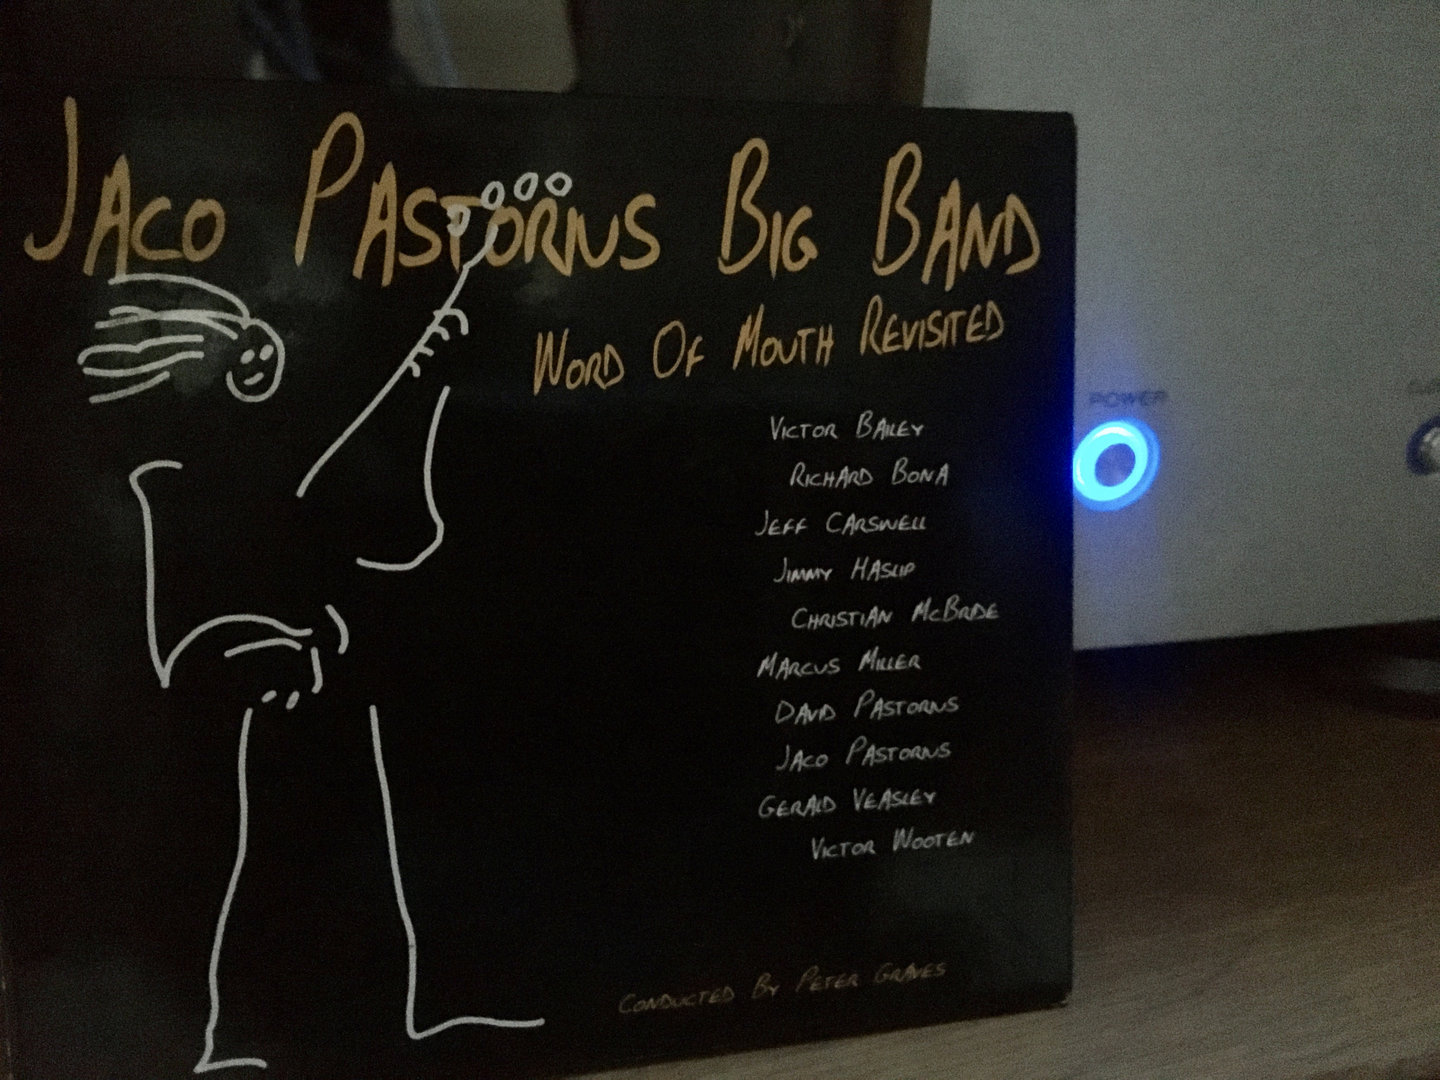 JACO PASTORIUS BIG BAND
WORD OF MOUTH REVISITED
VICTOR BAILEY
RICHARD BONA
JEFF CARSWELL
JIMMY HASLIP
CHRISTIAN MCBRIDE
MARCUS MILLER
DAVID PASTORIUS
JACO PASTORIUS
GERALD VEASLEY
VICTOR WOOTEN
CONDUCTED BY PETER GRAVES
POWER